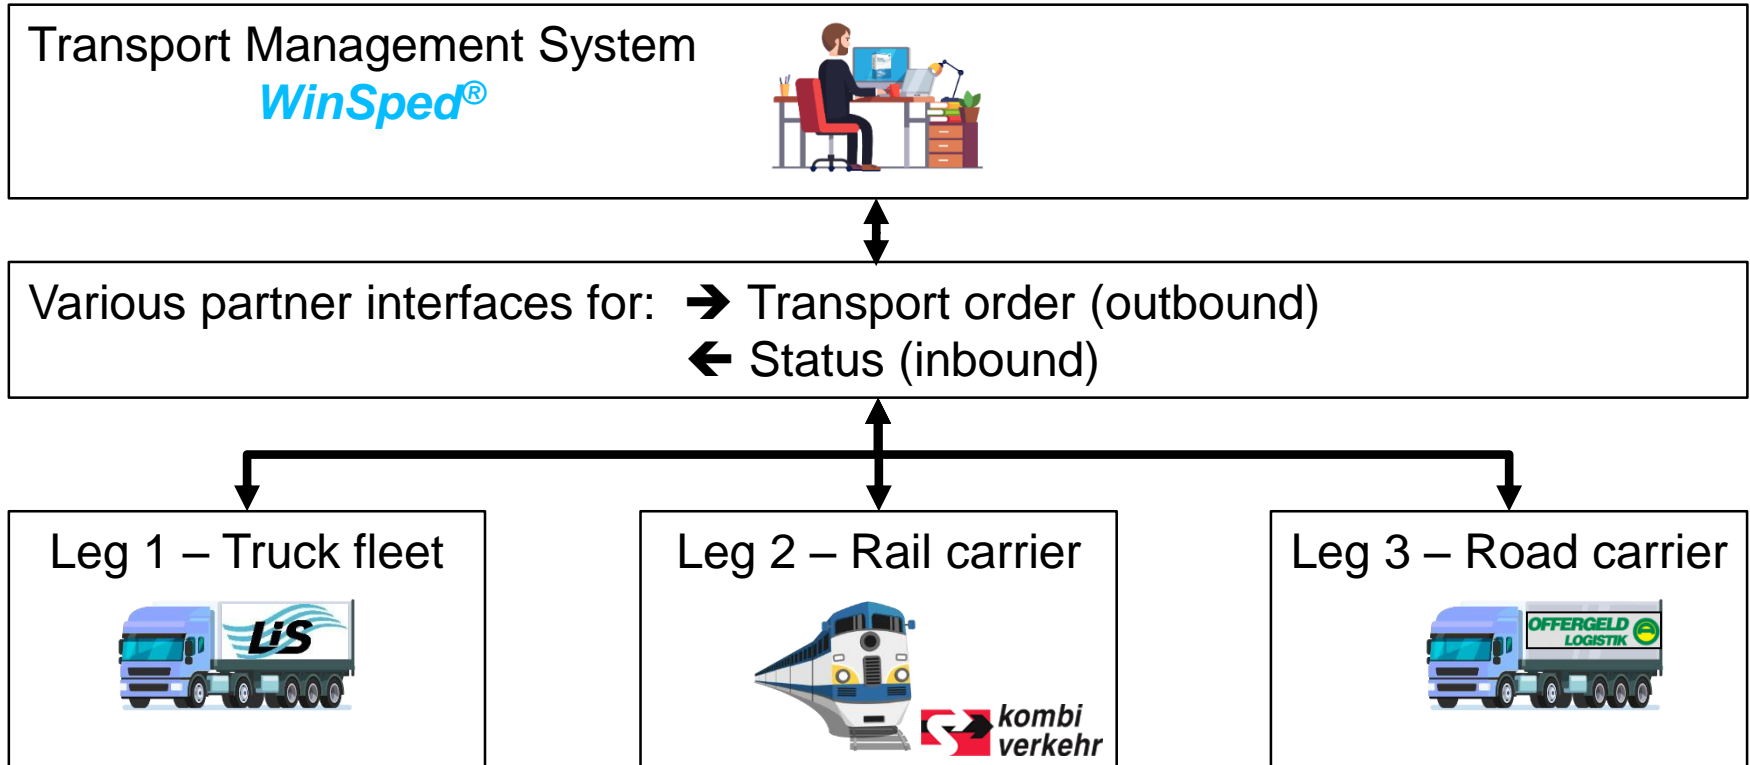 Transport Management System
WinSped®
Various partner interfaces for: → Transport order (outbound)
← Status (inbound)
Leg 1 – Truck fleet
LiS
Leg 2 – Rail carrier
kombi
verkehr
Leg 3 – Road carrier
OFFERGELD
LOGISTIK